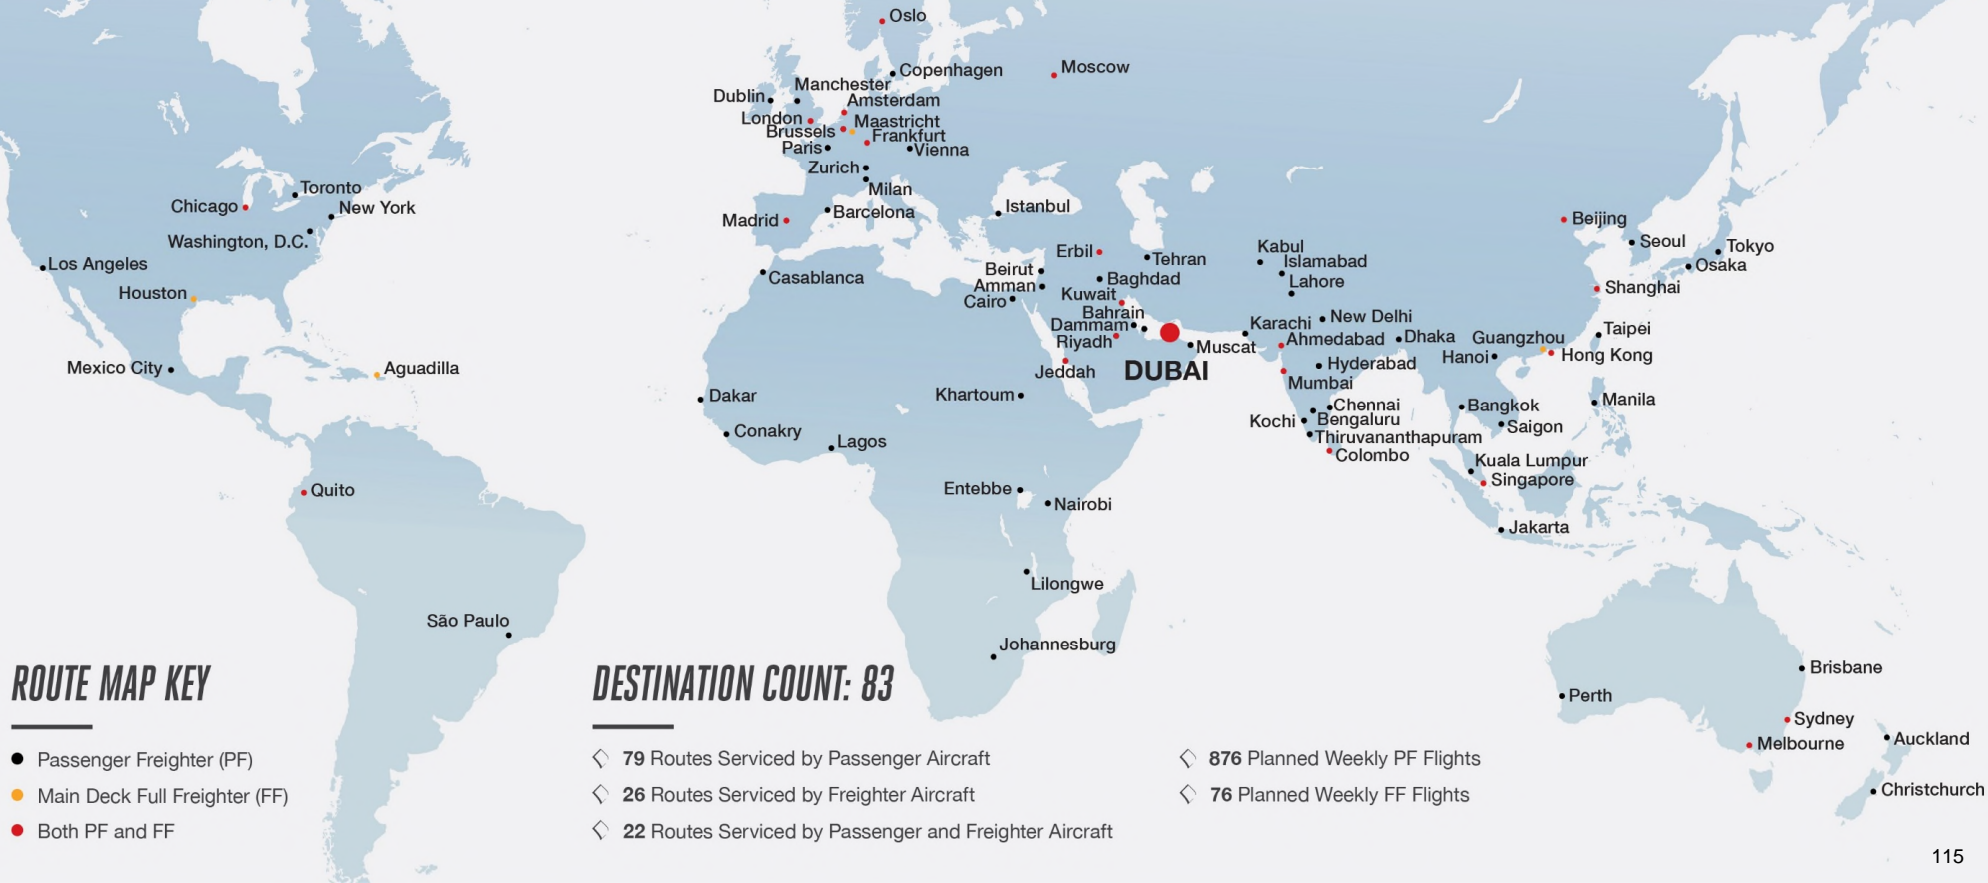 Oslo
Moscow
Copenhagen
Manchester
Dublin
Amsterdam
London
Maastricht
Brussels
Frankfurt
Paris
Vienna
Zurich
Milan
Toronto
Chicago
New York
Barcelona
Istanbul
Madrid
Beijing
Washington, D.C.
Seoul
Tokyo
Kabul
Erbil
Tehran
Islamabad
Los Angeles
Osaka
Beirut
Casablanca
Baghdad
Lahore
Amman
Shanghai
Houston
Kuwait
Cairo
Bahrain
New Delhi
Karachi
Dammam
Taipei
Riyadh
Ahmedabad
Dhaka
Guangzhou
Muscat
Hanoi
Hong Kong
Hyderabad
Mexico City
Aguadilla
Jeddah
DUBAI
Mumbai
Dakar
Khartoum
Manila
Chennai
Bangkok
Kochi
Bengaluru
Saigon
Conakry
Thiruvananthapuram
Lagos
Colombo
Kuala Lumpur
Singapore
Quito
Entebbe
Nairobi
Jakarta
Lilongwe
São Paulo
Johannesburg
Brisbane
Perth
Sydney
Auckland
Melbourne
Christchurch
ROUTE MAP KEY
Passenger Freighter (PF)
Main Deck Full Freighter (FF)
Both PF and FF
DESTINATION COUNT: 83
79 Routes Serviced by Passenger Aircraft
26 Routes Serviced by Freighter Aircraft
22 Routes Serviced by Passenger and Freighter Aircraft
876 Planned Weekly PF Flights
76 Planned Weekly FF Flights
115